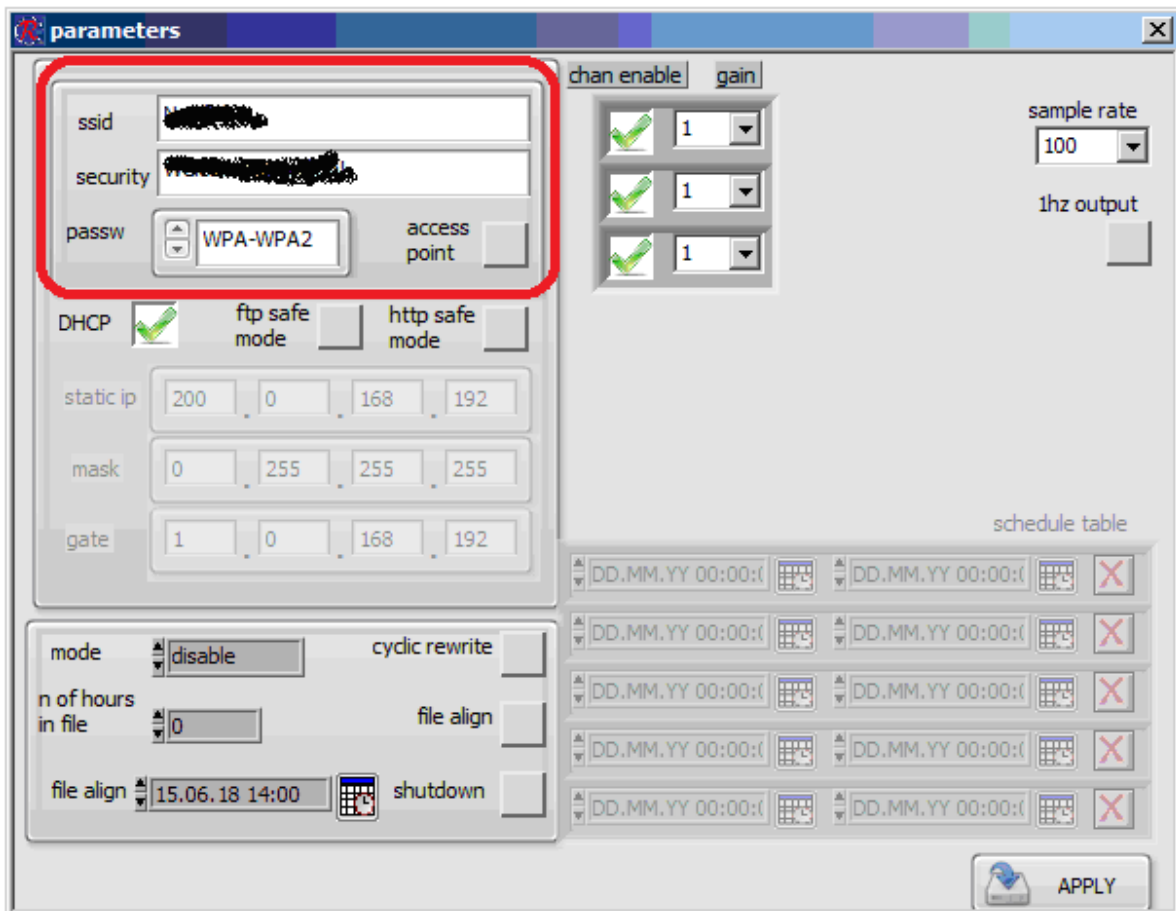 parameters
chan enable gain
ssid
security
passw WPA-WPA2 access point
1
1
1
sample rate
100
1hz output
DHCP ftp safe mode http safe mode
static ip 200 . 0 . 168 . 192
mask 0 . 255 . 255 . 255
gate 1 . 0 . 168 . 192
mode disable cyclic rewrite
n of hours in file 0 file align
file align 15.06.18 14:00 shutdown
schedule table
DD.MM.YY 00:00:( DD.MM.YY 00:00:(
DD.MM.YY 00:00:( DD.MM.YY 00:00:(
DD.MM.YY 00:00:( DD.MM.YY 00:00:(
DD.MM.YY 00:00:( DD.MM.YY 00:00:(
DD.MM.YY 00:00:( DD.MM.YY 00:00:(
APPLY